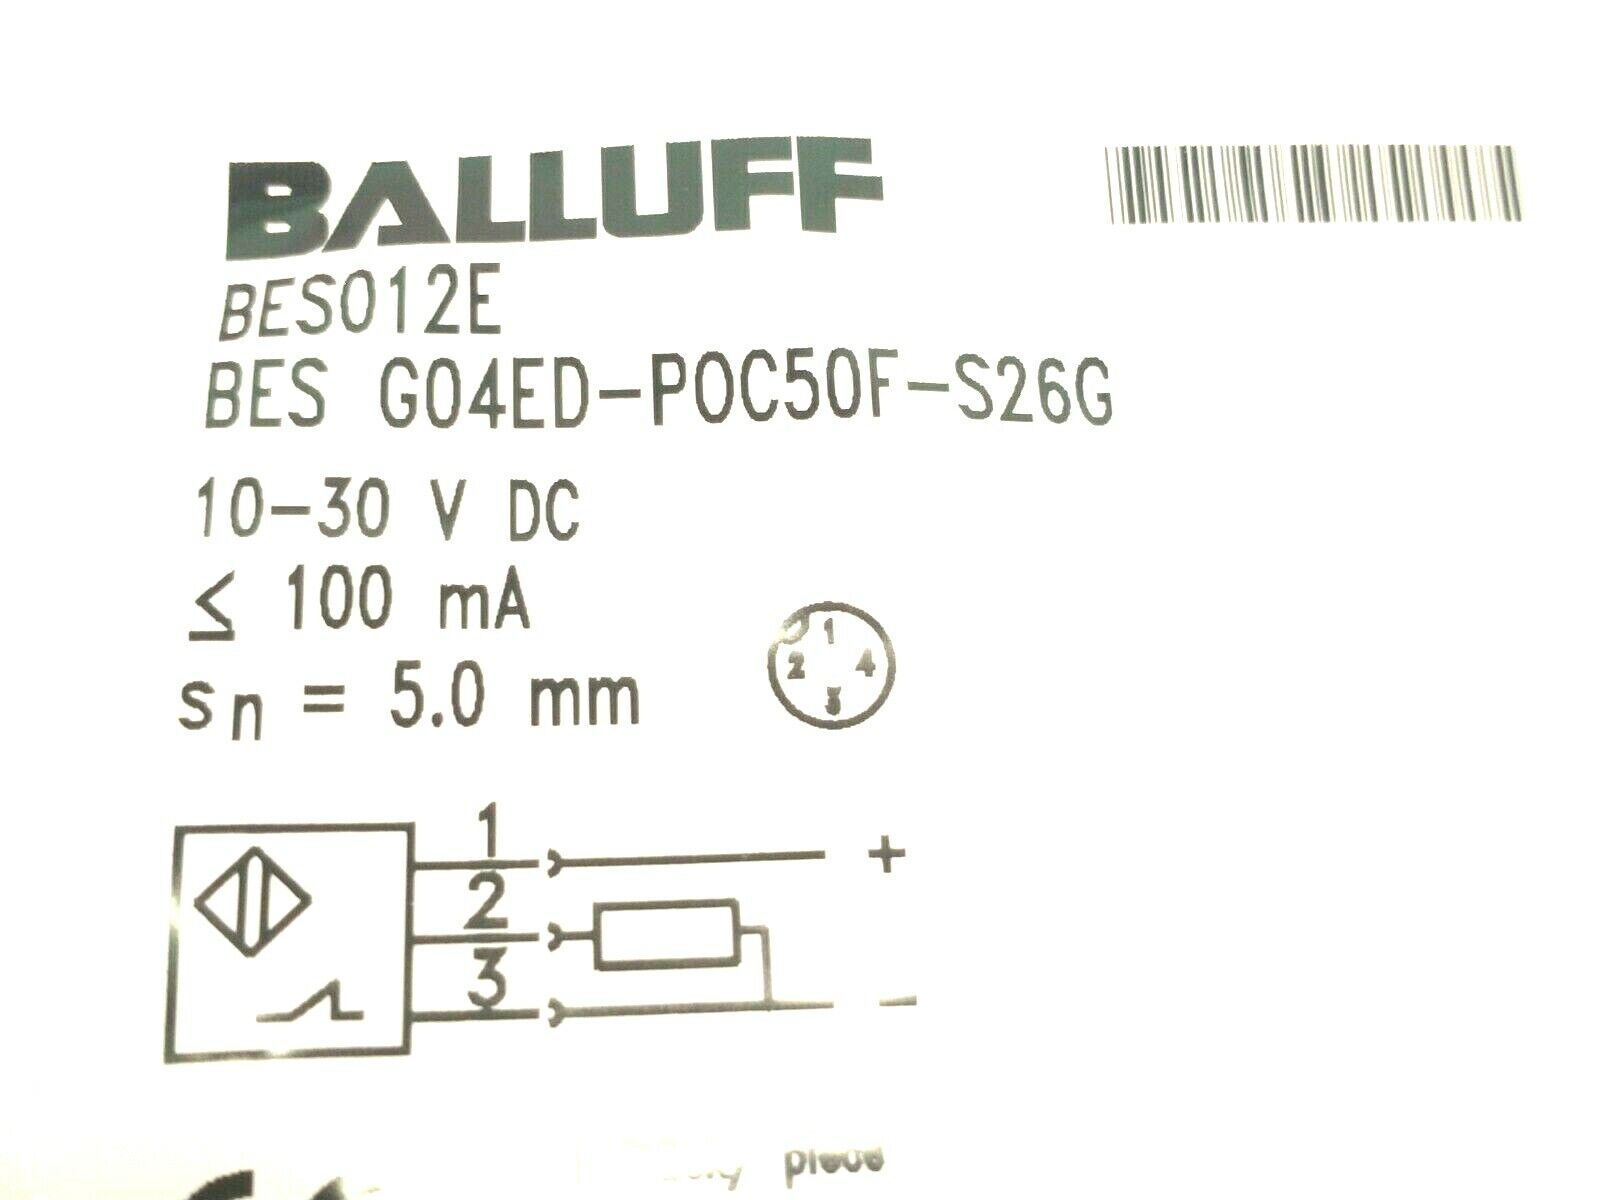 BALLUFF
BES012E
BES G04ED-POC50F-S26G
10-30 V DC
≤ 100 mA
sn = 5.0 mm
1
2 4
3
1
+
2
3
-
piece